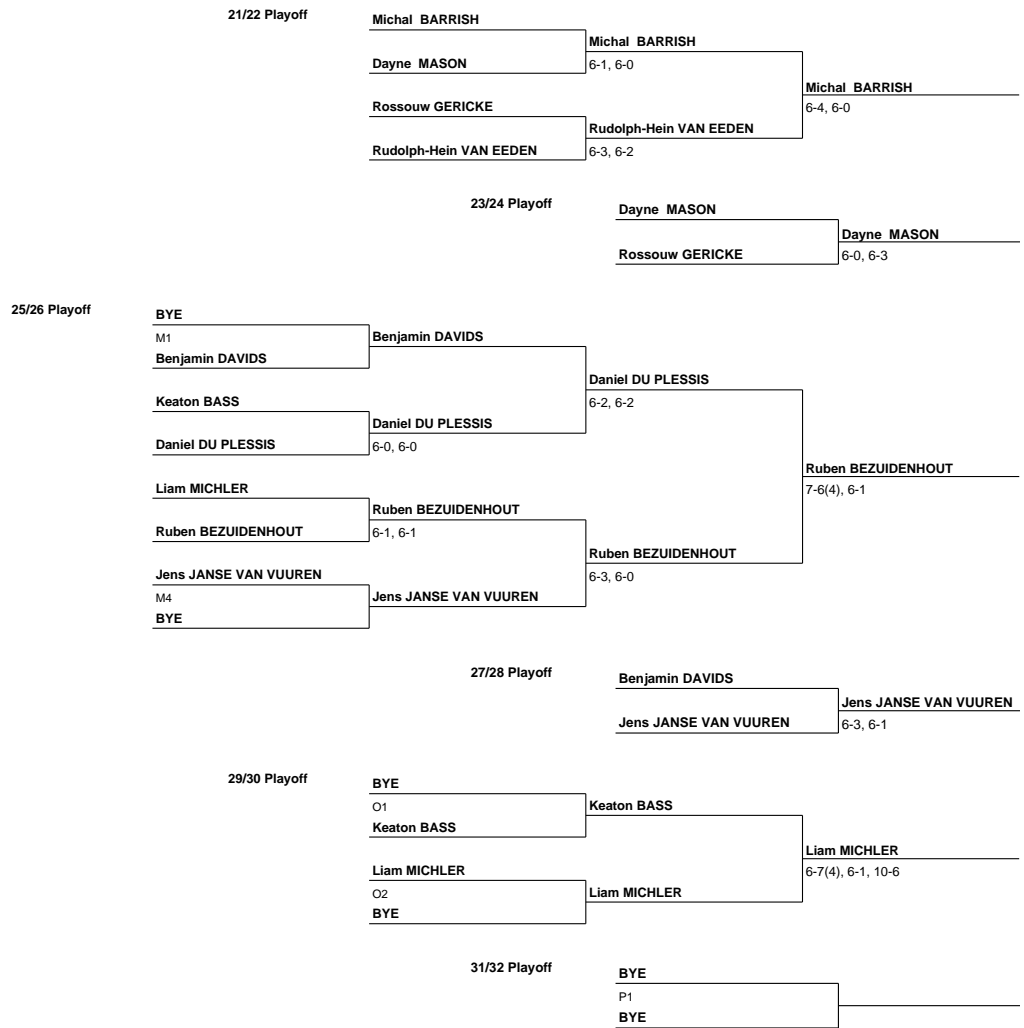 21/22 Playoff
Michal BARRISH
Michal BARRISH
Dayne MASON
6-1, 6-0
Michal BARRISH
Rossouw GERICKE
6-4, 6-0
Rudolph-Hein VAN EEDEN
Rudolph-Hein VAN EEDEN
6-3, 6-2
23/24 Playoff
Dayne MASON
Dayne MASON
Rossouw GERICKE
6-0, 6-3
25/26 Playoff
BYE
M1
Benjamin DAVIDS
Benjamin DAVIDS
Daniel DU PLESSIS
Keaton BASS
6-2, 6-2
Daniel DU PLESSIS
Daniel DU PLESSIS
6-0, 6-0
Ruben BEZUIDENHOUT
Liam MICHLER
7-6(4), 6-1
Ruben BEZUIDENHOUT
Ruben BEZUIDENHOUT
6-1, 6-1
Ruben BEZUIDENHOUT
Jens JANSE VAN VUUREN
6-3, 6-0
M4
Jens JANSE VAN VUUREN
BYE
27/28 Playoff
Benjamin DAVIDS
Jens JANSE VAN VUUREN
Jens JANSE VAN VUUREN
6-3, 6-1
29/30 Playoff
BYE
O1
Keaton BASS
Keaton BASS
Liam MICHLER
Liam MICHLER
6-7(4), 6-1, 10-6
O2
Liam MICHLER
BYE
31/32 Playoff
BYE
P1
BYE